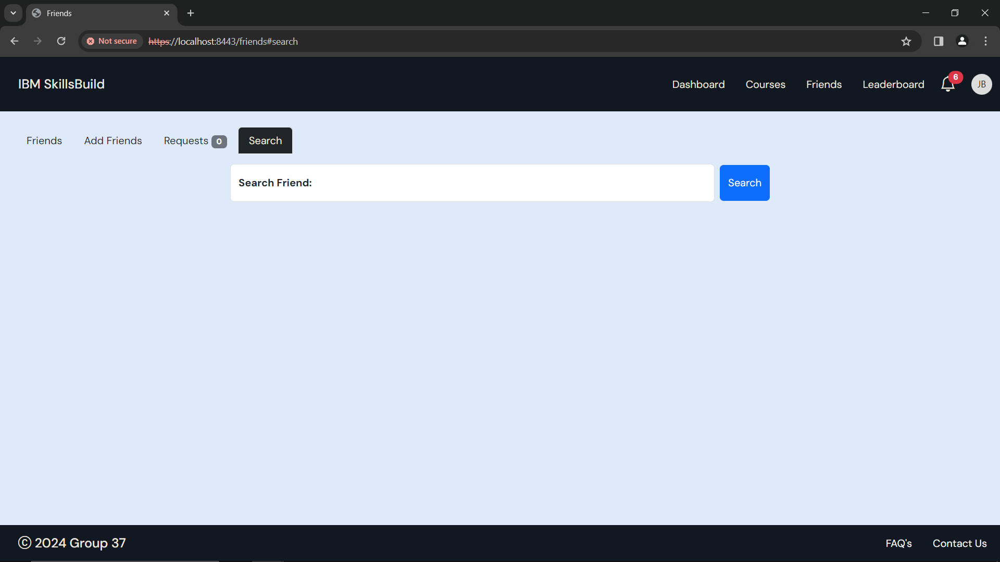 Friends
Not secure https://localhost:8443/friends#search
IBM SkillsBuild Dashboard Courses Friends Leaderboard 6 JB
Friends Add Friends Requests 0 Search
Search Friend: Search
© 2024 Group 37 FAQ's Contact Us